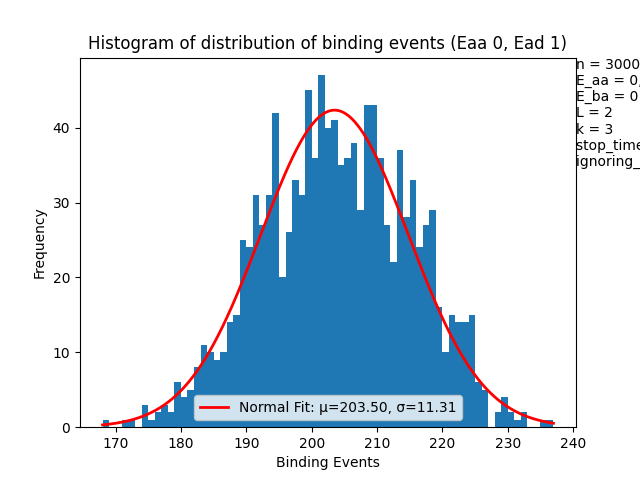 Histogram of distribution of binding events (Eaa 0, Ead 1)
n = 3000
E_aa = 0,
E_ba = 0
L = 2
k = 3
stop_time
ignoring_
Frequency
40
30
20
10
0
Normal Fit: μ=203.50, σ=11.31
170 180 190 200 210 220 230 240
Binding Events